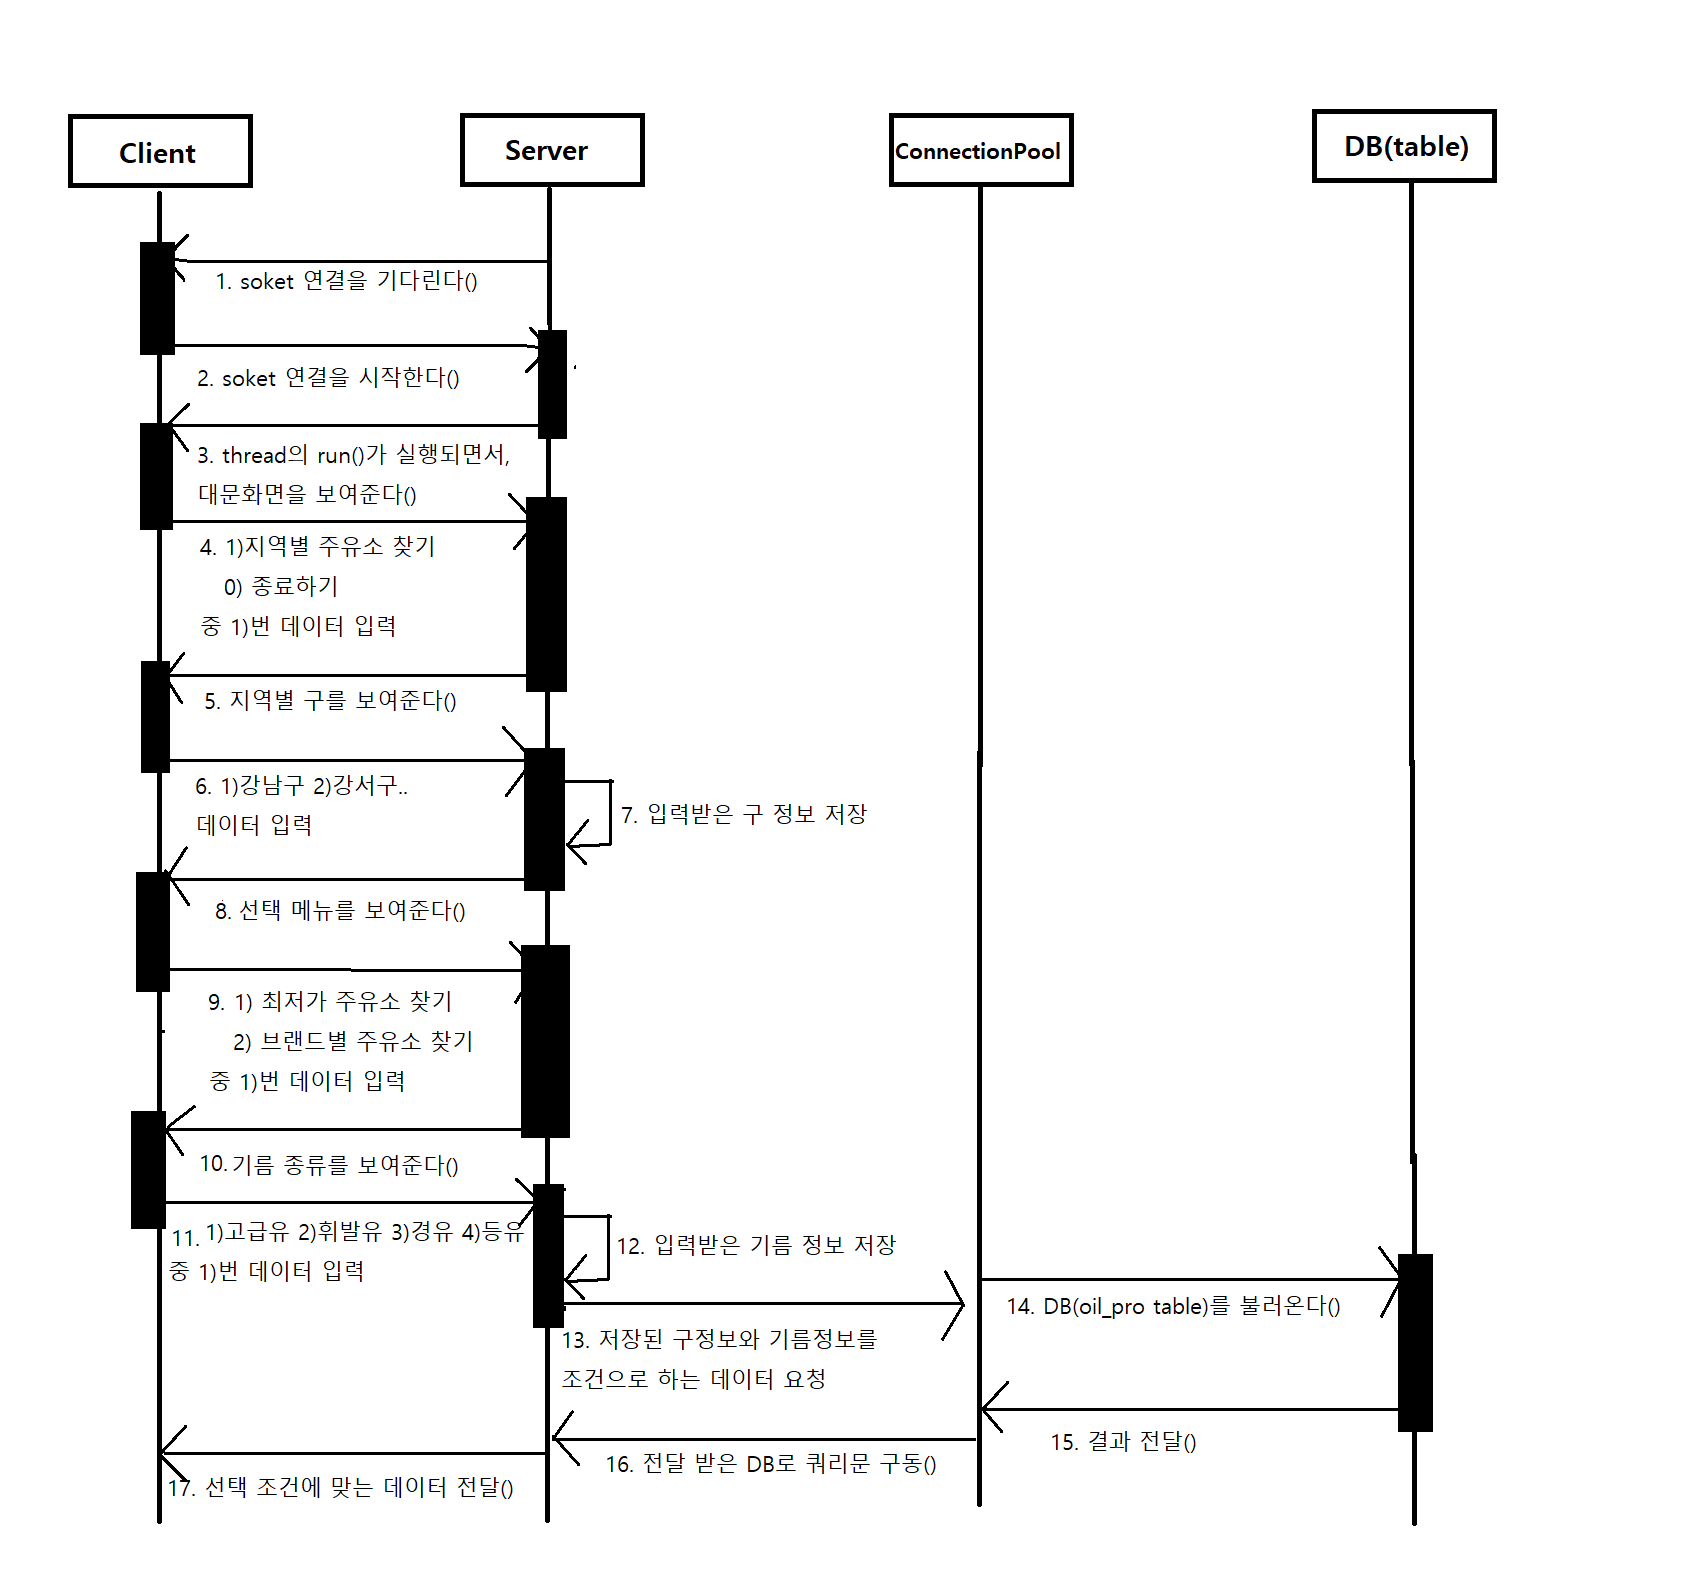 Client
Server
ConnectionPool
DB(table)
1. soket 연결을 기다린다()
2. soket 연결을 시작한다()
3. thread의 run()가 실행되면서,
대문화면을 보여준다()
4. 1)지역별 주유소 찾기
0) 종료하기
중 1)번 데이터 입력
5. 지역별 구를 보여준다()
6. 1)강남구 2)강서구..
데이터 입력
7. 입력받은 구 정보 저장
8. 선택 메뉴를 보여준다()
9. 1) 최저가 주유소 찾기
2) 브랜드별 주유소 찾기
중 1)번 데이터 입력
10. 기름 종류를 보여준다()
11. 1)고급유 2)휘발유 3)경유 4)등유
중 1)번 데이터 입력
12. 입력받은 기름 정보 저장
13. 저장된 구정보와 기름정보를
조건으로 하는 데이터 요청
14. DB(oil_pro table)를 불러온다()
15. 결과 전달()
16. 전달 받은 DB로 쿼리문 구동()
17. 선택 조건에 맞는 데이터 전달()